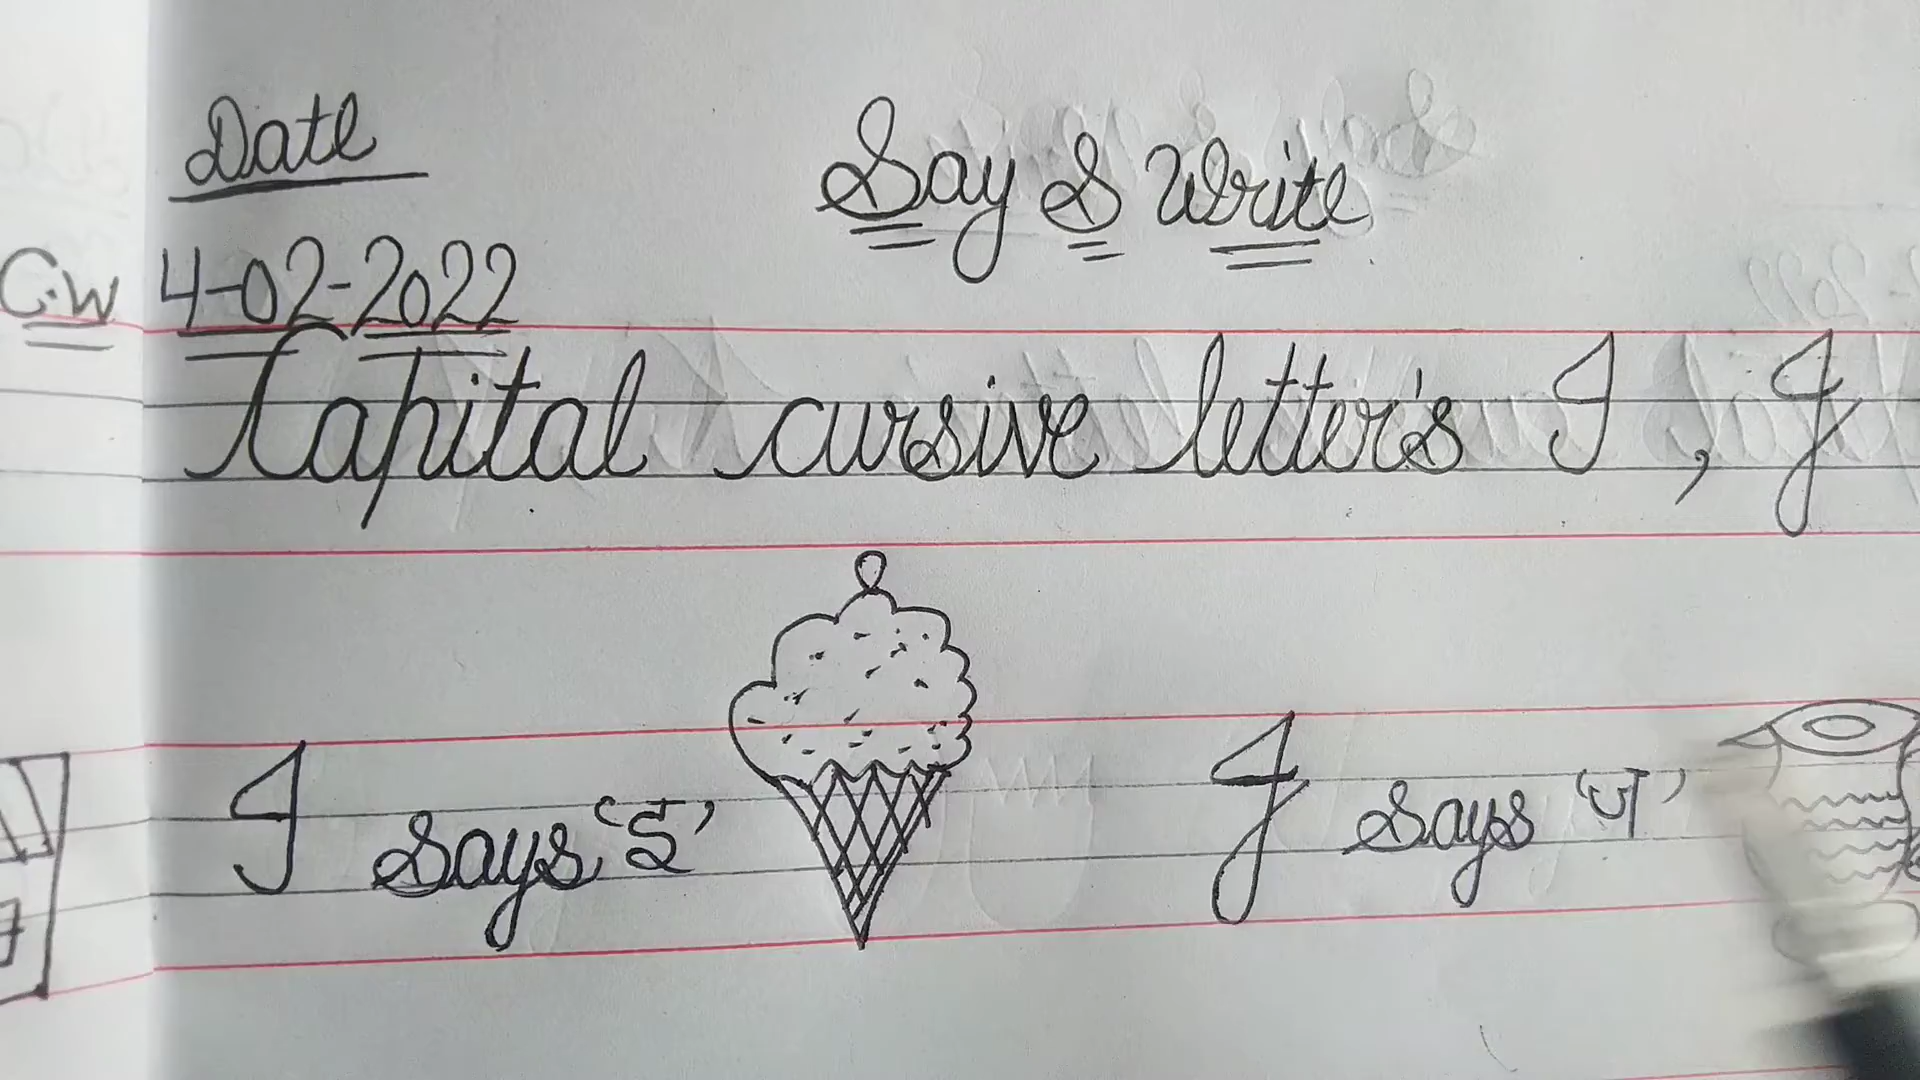 Date
Say & Write
C.W 4-02-2022
Capital cursive letter's I, J
I says 'इ' J says 'ज'